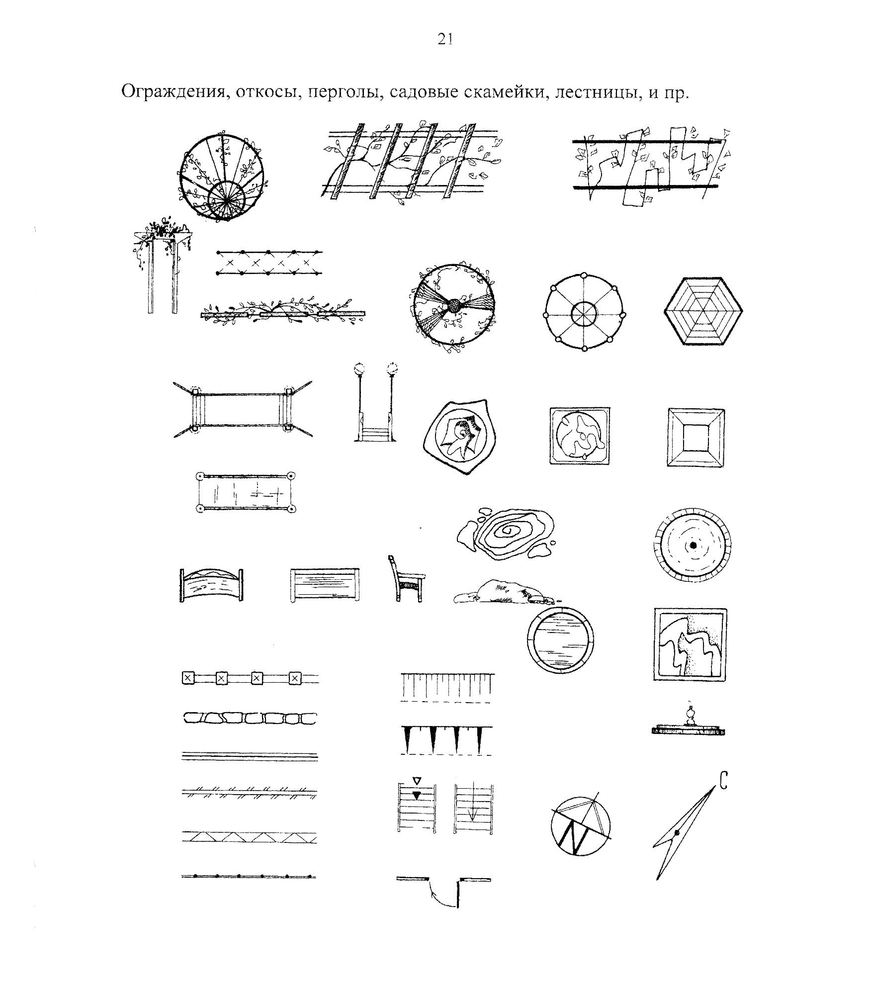 21
Ограждения, откосы, перголы, садовые скамейки, лестницы, и пр.
С
N